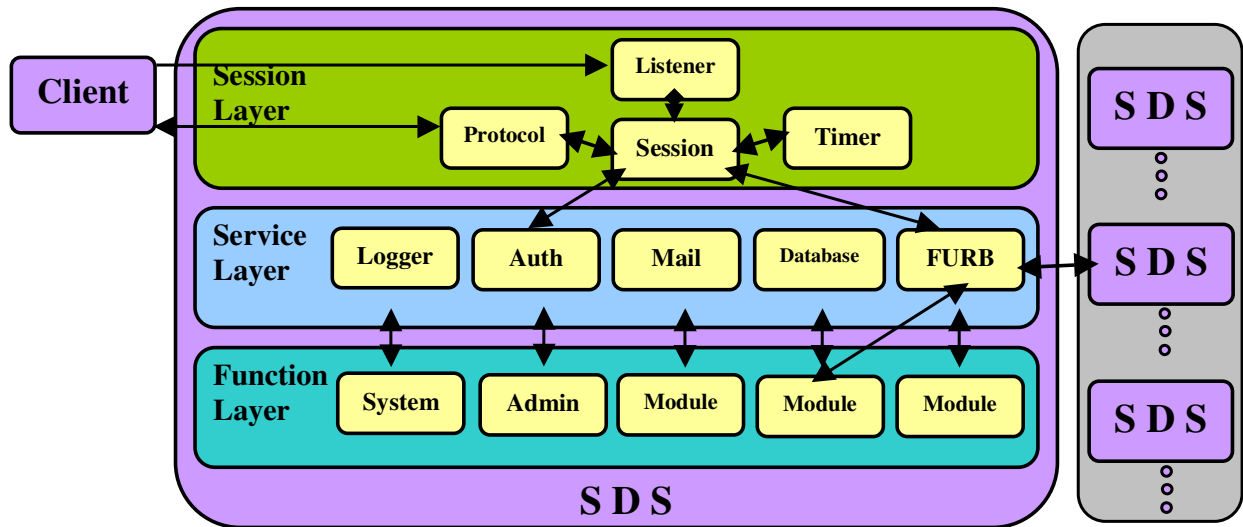 Client
Session
Layer
Listener
Protocol
Session
Timer
Service
Layer
Logger
Auth
Mail
Database
FURB
Function
Layer
System
Admin
Module
Module
Module
S D S
S D S
S D S
S D S